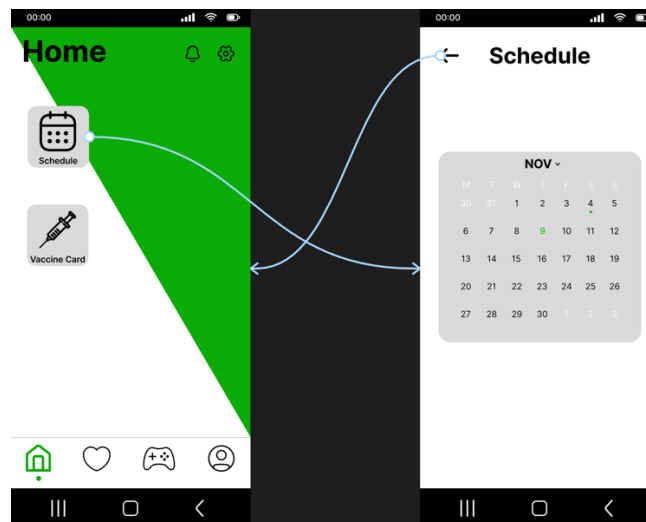 00:00
Home
Schedule
Vaccine Card
00:00
Schedule
NOV
M T W T F S S
30 31 1 2 3 4 5
6 7 8 9 10 11 12
13 14 15 16 17 18 19
20 21 22 23 24 25 26
27 28 29 30 1 2 3